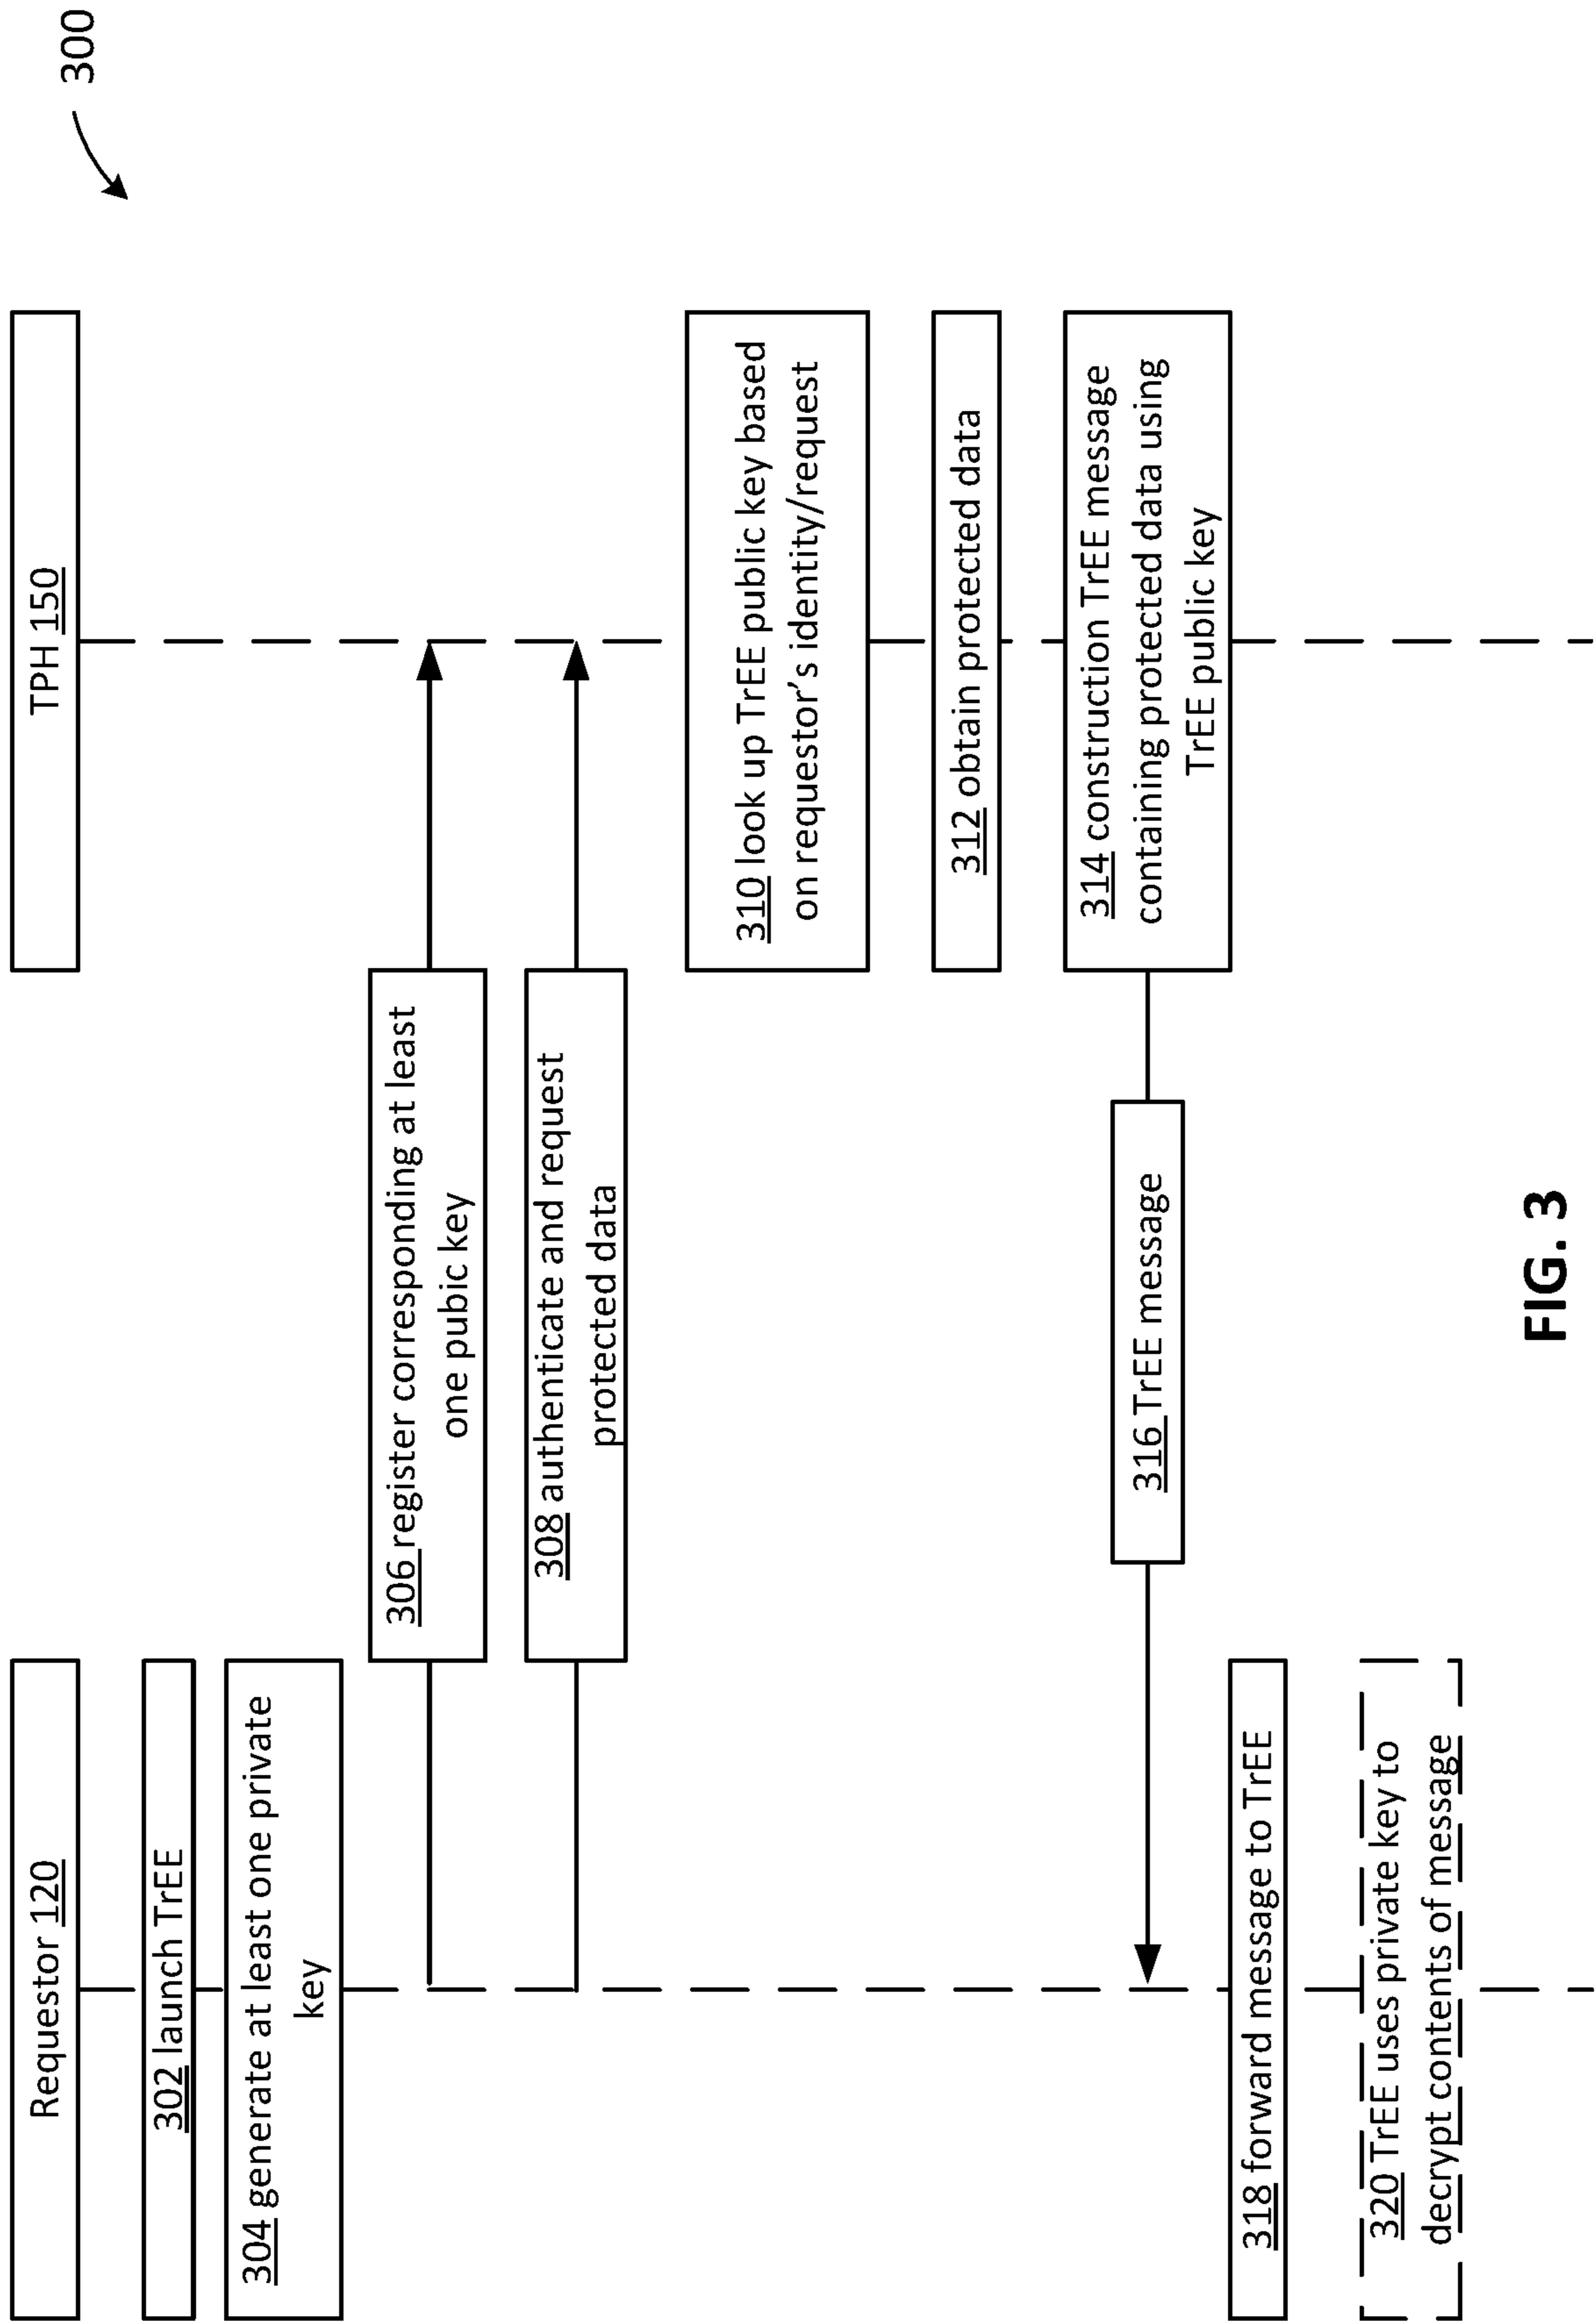 300
Requestor 120
TPH 150
302 launch TrEE
304 generate at least one private
key
306 register corresponding at least
one pubic key
308 authenticate and request
protected data
310 look up TrEE public key based
on requestor's identity/request
312 obtain protected data
314 construction TrEE message
containing protected data using
TrEE public key
316 TrEE message
318 forward message to TrEE
320 TrEE uses private key to
decrypt contents of message
FIG. 3